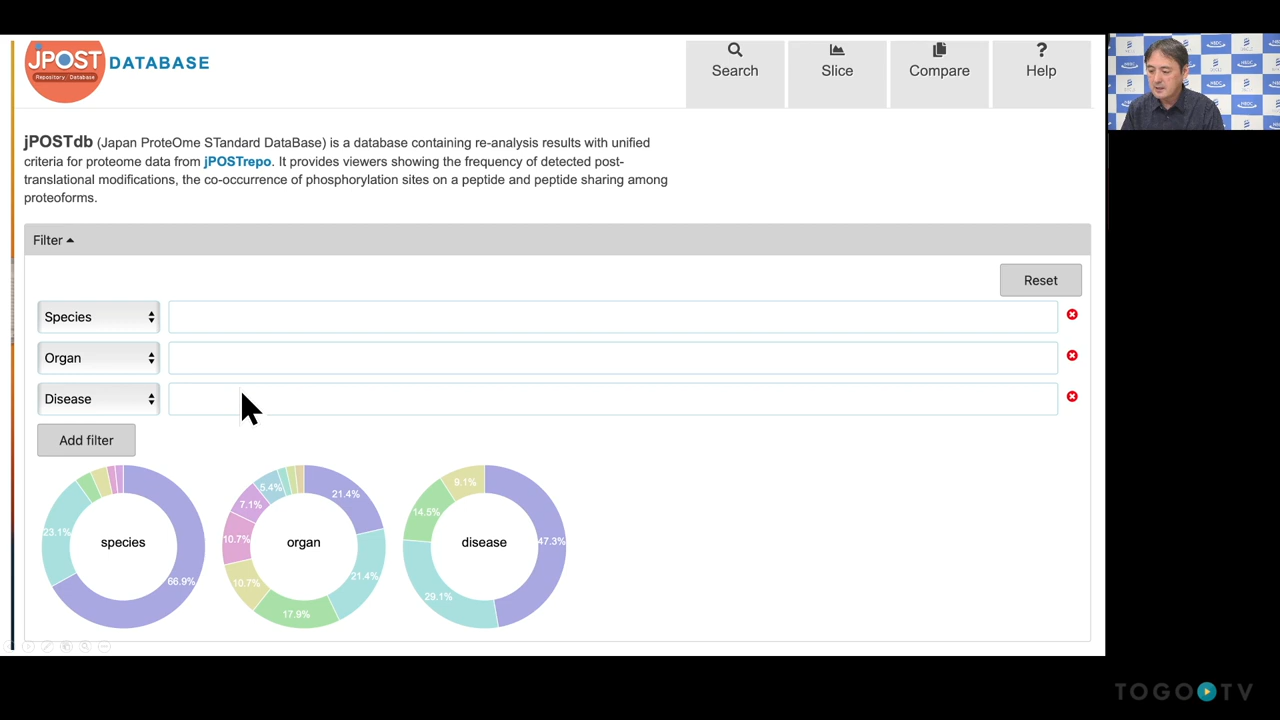 jPOST
Repository / Database
DATABASE
Search
Slice
Compare
Help
jPOSTdb (Japan ProteOme STandard DataBase) is a database containing re-analysis results with unified
criteria for proteome data from jPOSTrepo. It provides viewers showing the frequency of detected post-
translational modifications, the co-occurrence of phosphorylation sites on a peptide and peptide sharing among
proteoforms.
Filter
Reset
Species
Organ
Disease
Add filter
species
23.1%
66.9%
organ
21.4%
21.4%
17.9%
10.7%
10.7%
7.1%
5.4%
disease
47.3%
29.1%
14.5%
9.1%
NBDC
TOGO TV